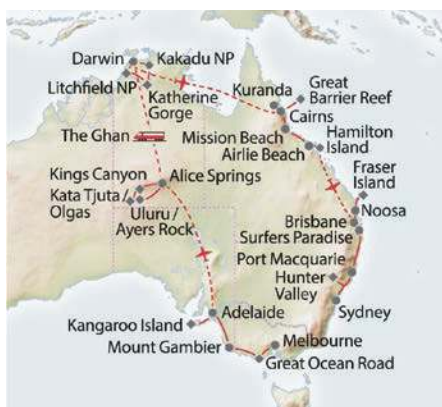 Darwin
Kakadu NP
Litchfield NP
Katherine
Gorge
Kuranda
Great
Barrier Reef
Cairns
The Ghan
Mission Beach
Hamilton
Island
Airlie Beach
Fraser
Island
Kings Canyon
Alice Springs
Kata Tjuta /
Olgas
Uluru /
Ayers Rock
Noosa
Brisbane
Surfers Paradise
Port Macquarie
Hunter
Valley
Sydney
Adelaide
Kangaroo Island
Mount Gambier
Melbourne
Great Ocean Road